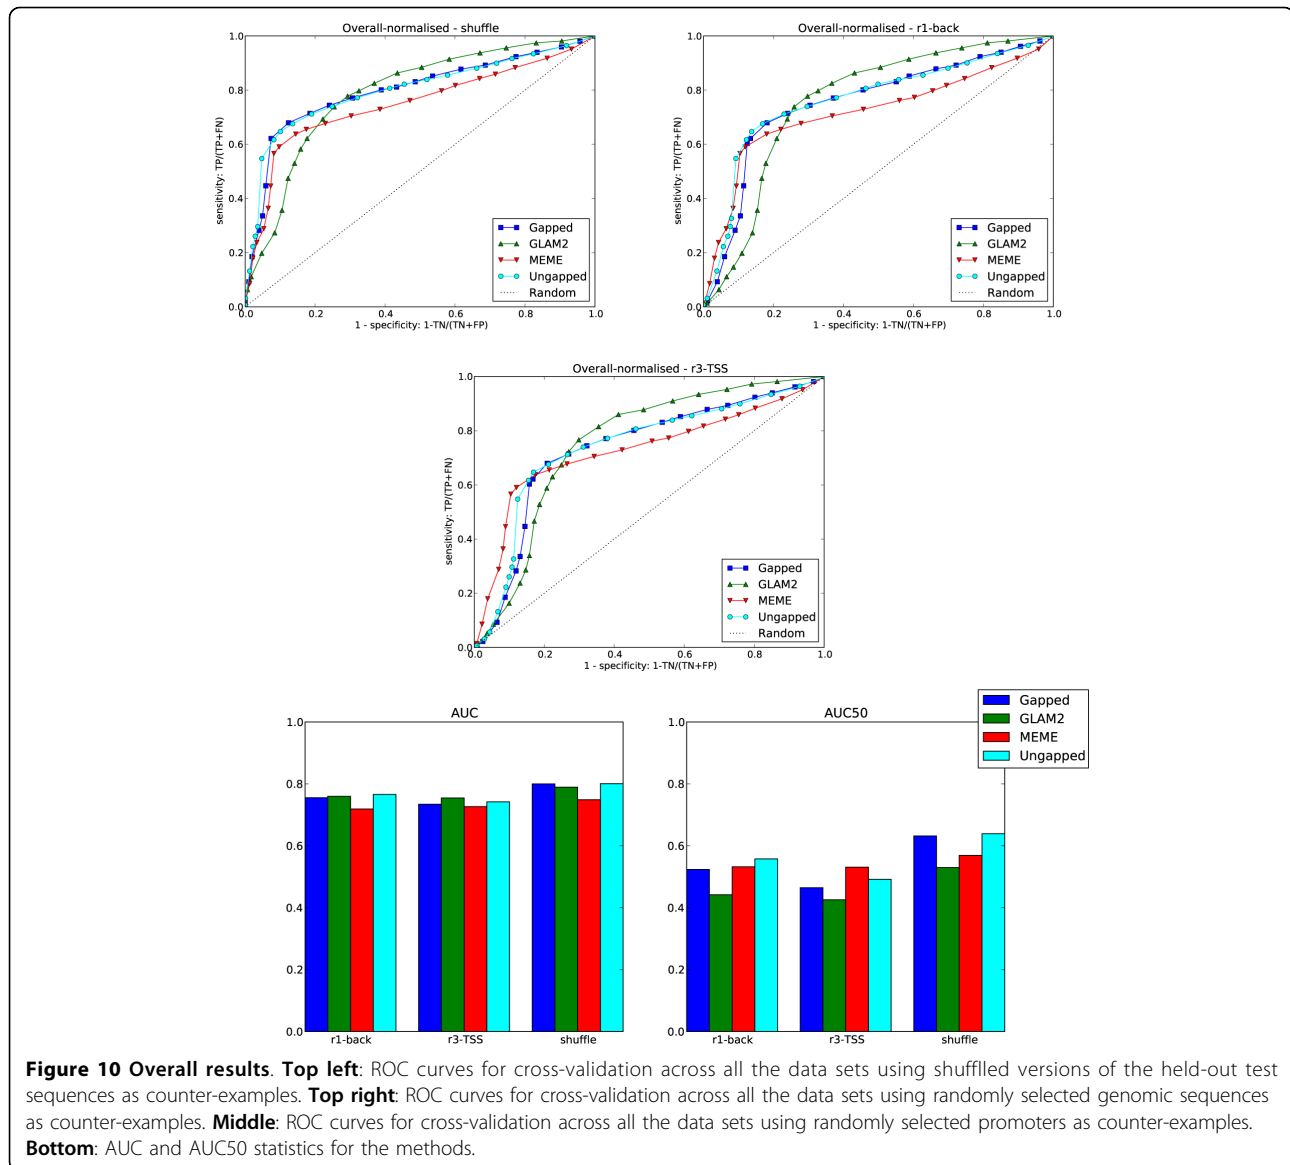 Overall-normalised - shuffle
1.0
0.8
0.6
0.4
0.2
0.0
sensitivity: TP/(TP+FN)
Gapped
GLAM2
MEME
Ungapped
Random
0.0 0.2 0.4 0.6 0.8 1.0
1 - specificity: 1-TN/(TN+FP)
Overall-normalised - r1-back
1.0
0.8
0.6
0.4
0.2
0.0
sensitivity: TP/(TP+FN)
Gapped
GLAM2
MEME
Ungapped
Random
0.0 0.2 0.4 0.6 0.8 1.0
1 - specificity: 1-TN/(TN+FP)
Overall-normalised - r3-TSS
1.0
0.8
0.6
0.4
0.2
0.0
sensitivity: TP/(TP+FN)
Gapped
GLAM2
MEME
Ungapped
Random
0.0 0.2 0.4 0.6 0.8 1.0
1 - specificity: 1-TN/(TN+FP)
AUC
1.0
0.8
0.6
0.4
0.2
0.0
r1-back r3-TSS shuffle
AUC50
1.0
0.8
0.6
0.4
0.2
0.0
r1-back r3-TSS shuffle
Gapped
GLAM2
MEME
Ungapped
Figure 10 Overall results. Top left: ROC curves for cross-validation across all the data sets using shufflled versions of the held-out test
sequences as counter-examples. Top right: ROC curves for cross-validation across all the data sets using randomly selected genomic sequences
as counter-examples. Middle: ROC curves for cross-validation across all the data sets using randomly selected promoters as counter-examples.
Bottom: AUC and AUC50 statistics for the methods.